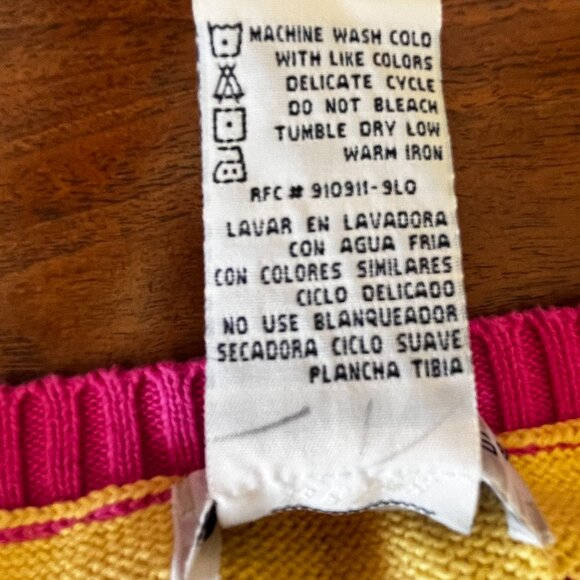 MACHINE WASH COLD
WITH LIKE COLORS
DELICATE CYCLE
DO NOT BLEACH
TUMBLE DRY LOW
WARM IRON
RFC # 910911-9L0
LAVAR EN LAVADORA
CON AGUA FRIA
CON COLORES SIMILARES
CICLO DELICADO
NO USE BLANQUEADOR
SECADORA CICLO SUAVE
PLANCHA TIBIA